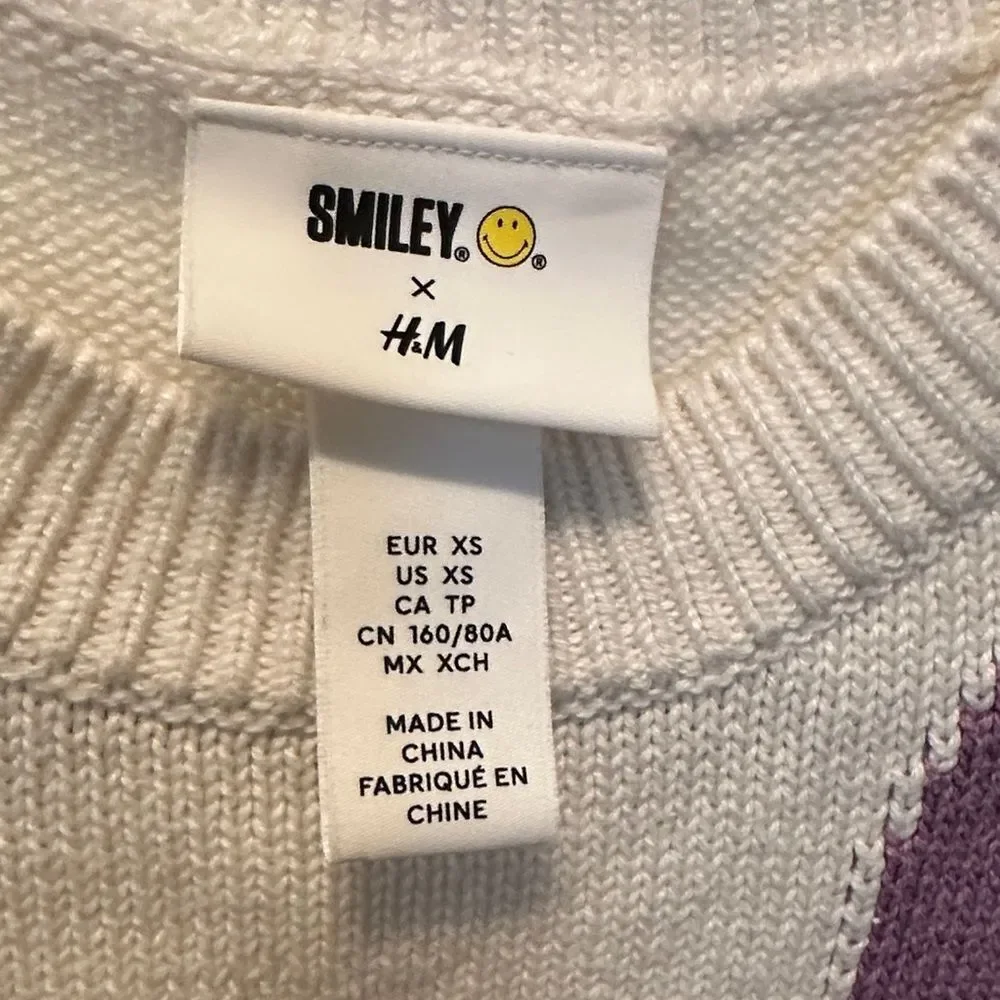 SMILEY® ®
×
H&M
EUR XS
US XS
CA TP
CN 160/80A
MX XCH
MADE IN
CHINA
FABRIQUÉ EN
CHINE